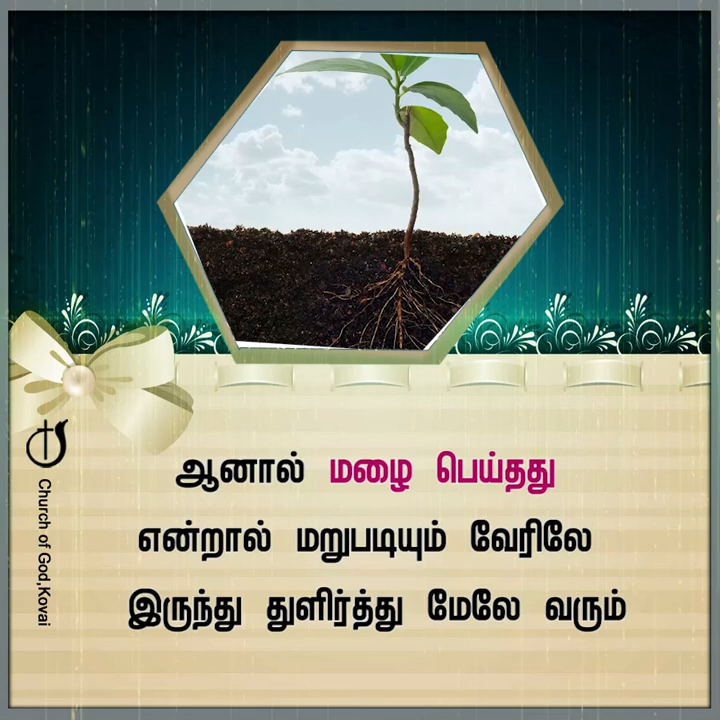 ஆனால் மழை பெய்தது
என்றால் மறுபடியும் வேரிலே
இருந்து துளிர்த்து மேலே வரும்
Church of God,Kovai